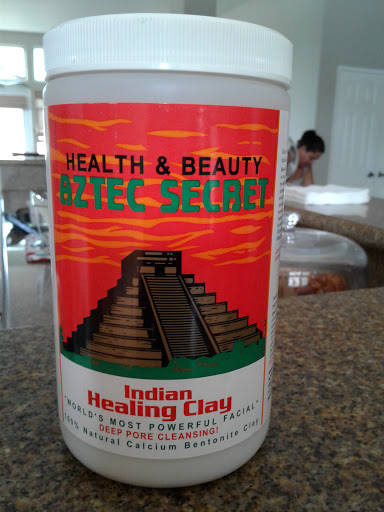 HEALTH & BEAUTY
AZTEC SECRET
Indian
Healing Clay
"WORLD'S MOST POWERFUL FACIAL"
DEEP PORE CLEANSING!
100% Natural Calcium Bentonite Clay